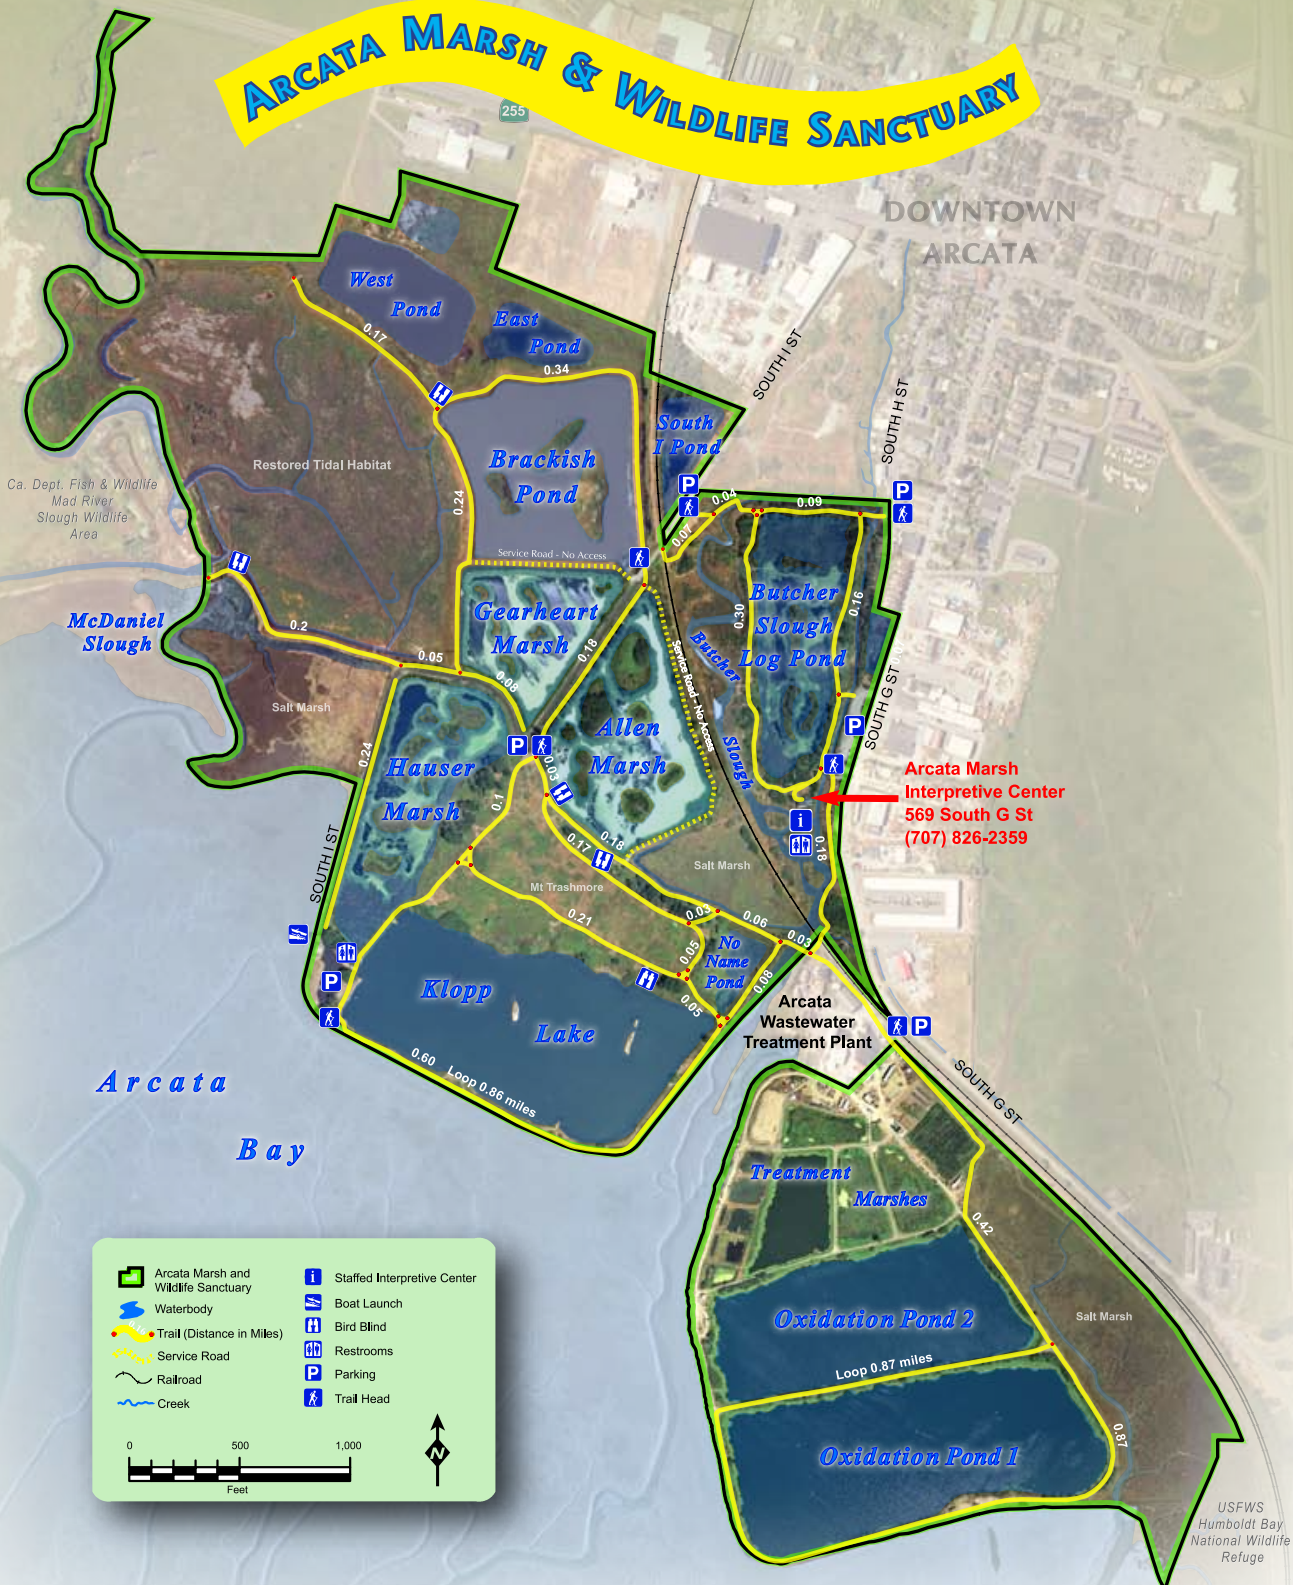 ARCATA MARSH & WILDLIFE SANCTUARY
255
DOWNTOWN
ARCATA
West
Pond
East
Pond
0.17
0.34
SOUTH I ST
SOUTH H ST
South
I Pond
Brackish
Pond
Restored Tidal Habitat
Ca. Dept. Fish & Wildlife
Mad River
Slough Wildlife
Area
0.24
P
0.04
0.09
P
0.07
Service Road - No Access
Gearheart
Marsh
Butcher
Slough
Log Pond
0.30
0.16
McDaniel
Slough
0.2
0.05
0.08
0.18
Butcher
Slough
Service Road - No Access
Salt Marsh
0.24
Hauser
Marsh
Allen
Marsh
P
0.03
P
SOUTH G ST
Arcata Marsh
Interpretive Center
569 South G St
(707) 826-2359
i
0.1
0.17
0.18
0.18
SOUTH I ST
Salt Marsh
Mt Trashmore
0.21
0.03
0.06
0.03
No
Name
Pond
0.05
0.08
0.05
P
Klopp
Lake
Arcata
Wastewater
Treatment Plant
P
0.60
Loop 0.86 miles
SOUTH G ST
Arcata
Bay
Treatment
Marshes
0.42
Oxidation Pond 2
Salt Marsh
Loop 0.87 miles
0.87
Oxidation Pond 1
USFWS
Humboldt Bay
National Wildlife
Refuge
Arcata Marsh and
Wildlife Sanctuary
Waterbody
Trail (Distance in Miles)
Service Road
Railroad
Creek
i Staffed Interpretive Center
Boat Launch
Bird Blind
Restrooms
P Parking
Trail Head
0 500 1,000
Feet
N